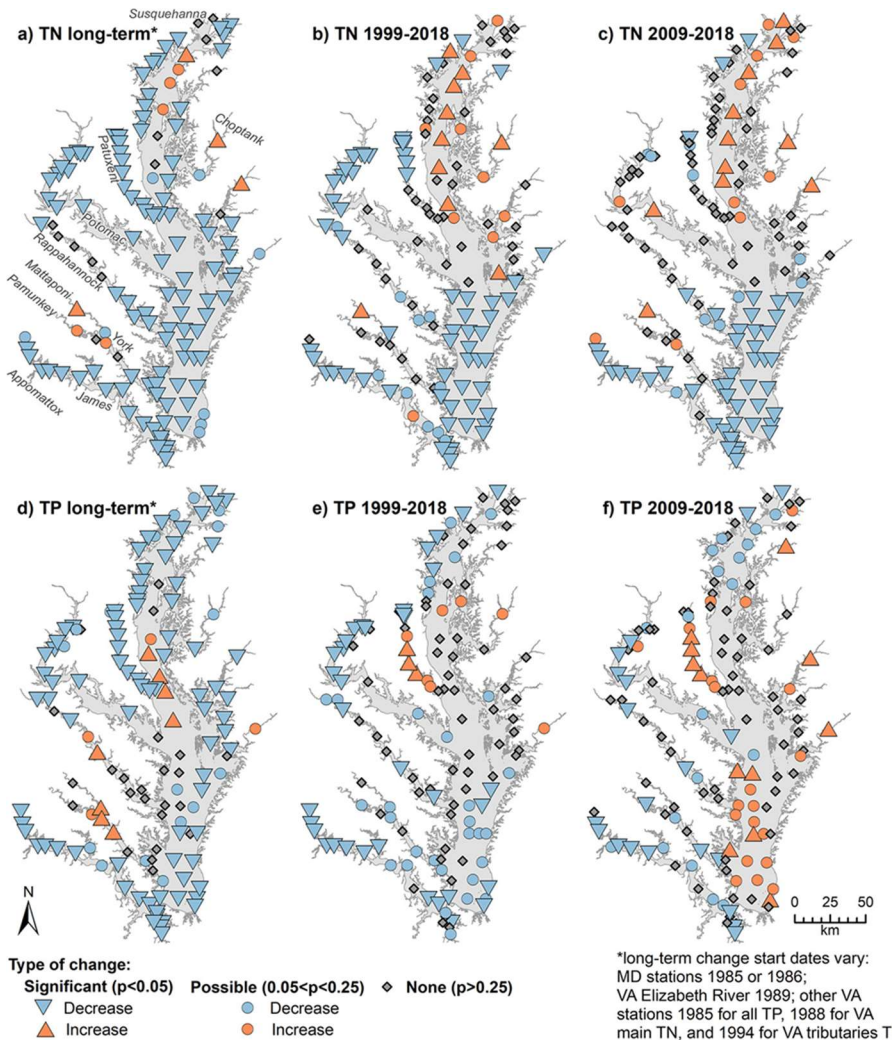 Susquehanna
a) TN long-term*
b) TN 1999-2018
c) TN 2009-2018
Choptank
Patuxent
Potomac
Rappahannock
Mattaponi
Pamunkey
York
Appomattox
James
d) TP long-term*
e) TP 1999-2018
f) TP 2009-2018
N
0 25 50
km
Type of change:
Significant (p<0.05) Possible (0.05<p<0.25) None (p>0.25)
Decrease Decrease
Increase Increase
*long-term change start dates vary:
MD stations 1985 or 1986;
VA Elizabeth River 1989; other VA
stations 1985 for all TP, 1988 for VA
main TN, and 1994 for VA tributaries T